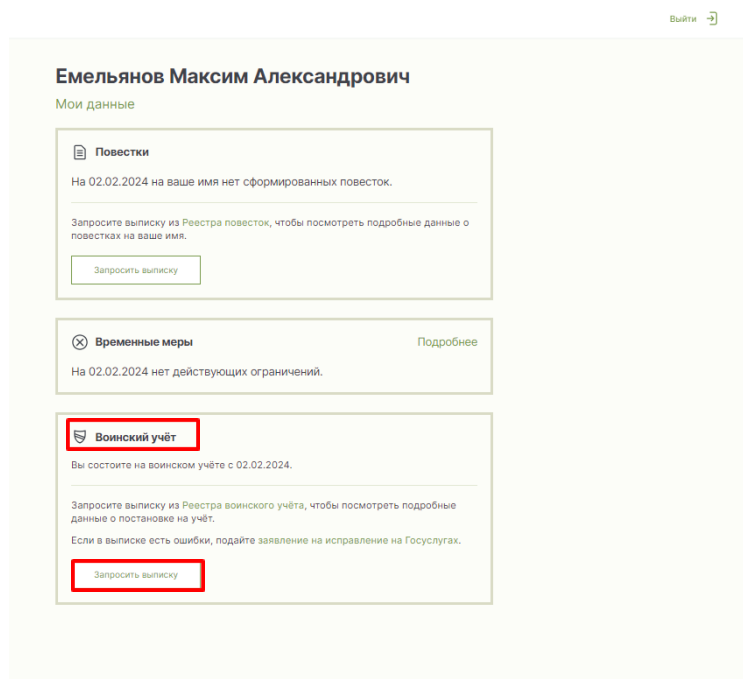 Выйти
Емельянов Максим Александрович
Мои данные
Повестки
На 02.02.2024 на ваше имя нет сформированных повесток.
Запросите выписку из Реестра повесток, чтобы посмотреть подробные данные о
повестках на ваше имя.
Запросить выписку
Временные меры
Подробнее
На 02.02.2024 нет действующих ограничений.
Воинский учёт
Вы состоите на воинском учёте с 02.02.2024.
Запросите выписку из Реестра воинского учёта, чтобы посмотреть подробные
данные о постановке на учёт.
Если в выписке есть ошибки, подайте заявление на исправление на Госуслугах.
Запросить выписку